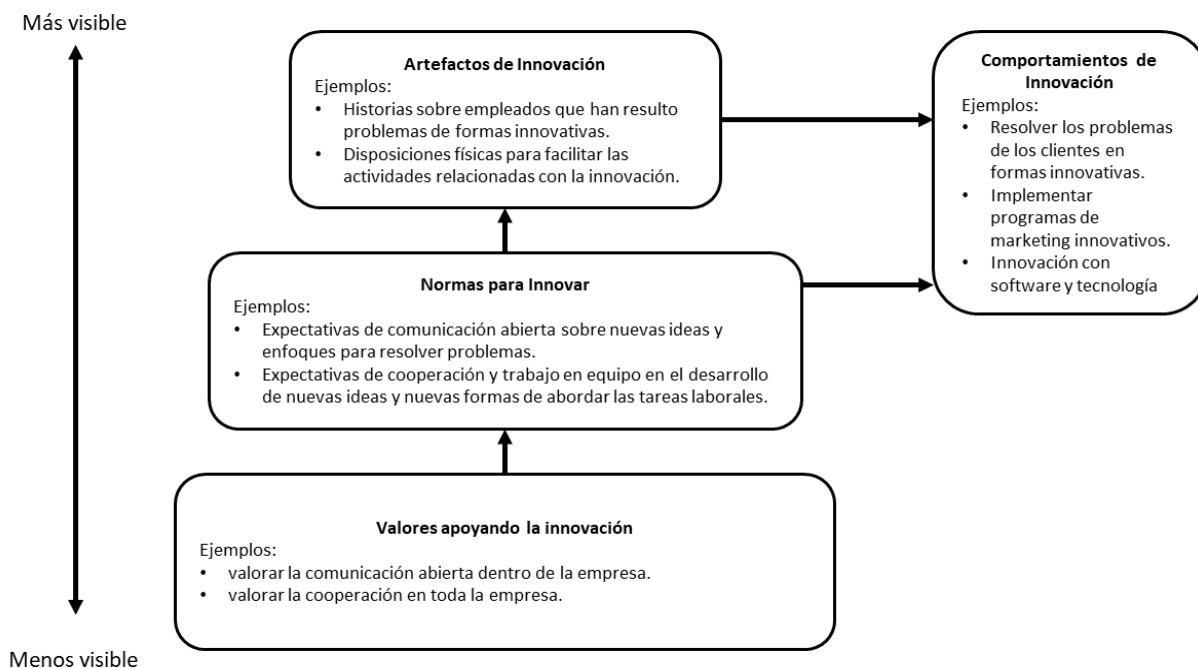 Más visible
Artefactos de Innovación
Ejemplos:
• Historias sobre empleados que han resulto
problemas de formas innovativas.
• Disposiciones físicas para facilitar las
actividades relacionadas con la innovación.
Comportamientos de
Innovación
Ejemplos:
• Resolver los problemas
de los clientes en
formas innovativas.
• Implementar
programas de
marketing innovativos.
• Innovación con
software y tecnología
Normas para Innovar
Ejemplos:
• Expectativas de comunicación abierta sobre nuevas ideas y
enfoques para resolver problemas.
• Expectativas de cooperación y trabajo en equipo en el desarrollo
de nuevas ideas y nuevas formas de abordar las tareas laborales.
Valores apoyando la innovación
Ejemplos:
• valorar la comunicación abierta dentro de la empresa.
• valorar la cooperación en toda la empresa.
Menos visible